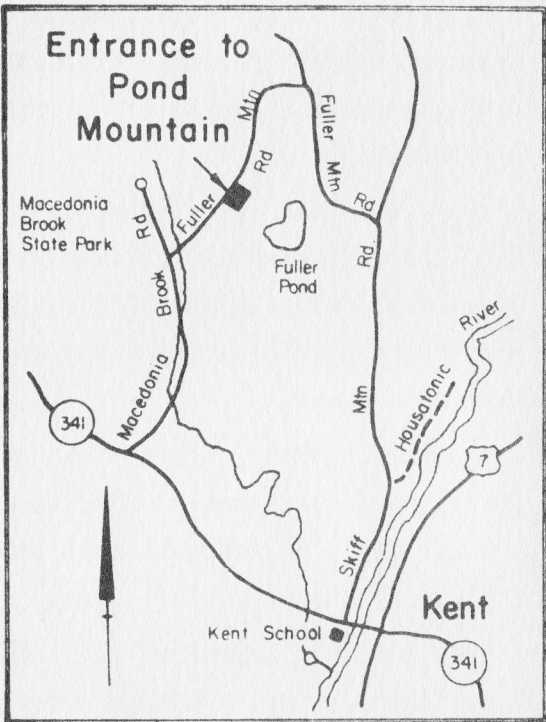 Entrance to
Pond
Mountain
Mtn
Rd
Fuller
Fuller
Mtn
Rd
Macedonia
Brook
State Park
Rd
Brook
Macedonia
Fuller
Pond
Skiff
Mtn
Rd.
River
Housatonic
7
341
Kent
Kent School
341